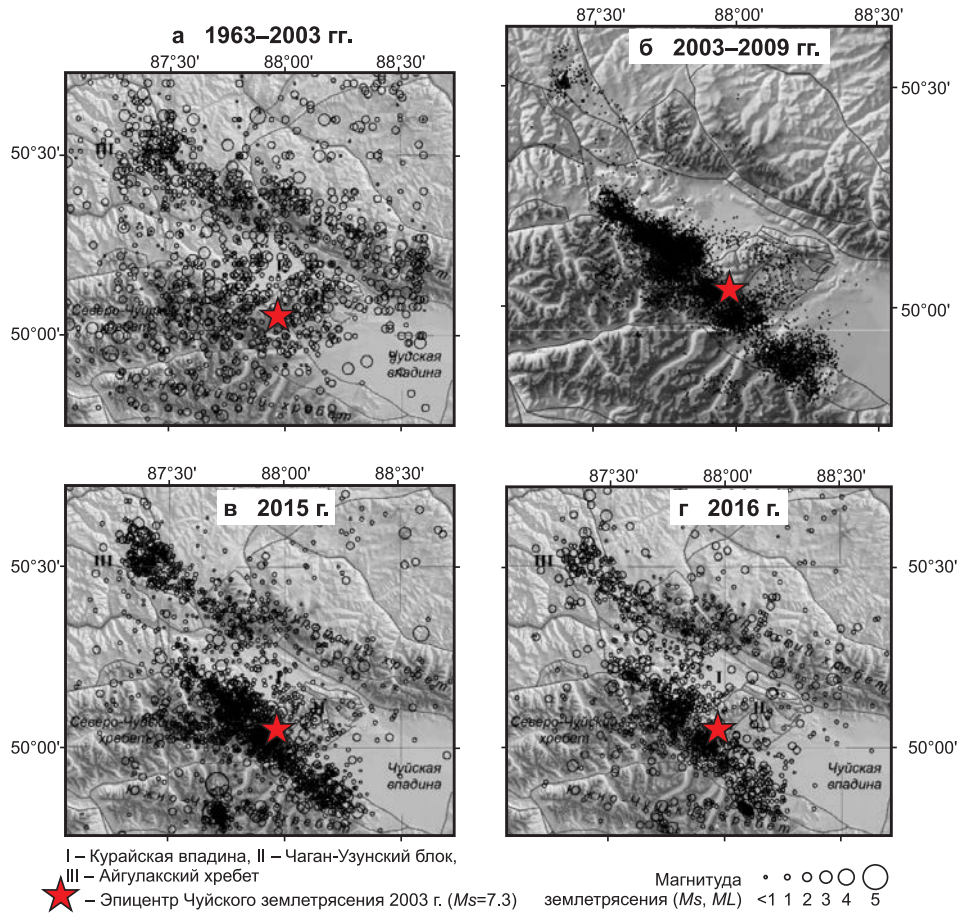 а 1963–2003 гг.
87°30' 88°00' 88°30'
50°30'
50°00'
III
Северо-Чуйский
хребет
Чуйская
впадина
87°30' 88°00' 88°30'
б 2003–2009 гг.
50°30'
50°00'
87°30' 88°00' 88°30'
в 2015 г.
50°30'
50°00'
III
I
II
Северо-Чуйский
хребет
Чуйская
впадина
87°30' 88°00' 88°30'
г 2016 г.
50°30'
50°00'
III
I
II
Северо-Чуйский
хребет
Чуйская
впадина
I – Курайская впадина, II – Чаган-Узунский блок,
III – Айгулакский хребет
– Эпицентр Чуйского землетрясения 2003 г. (Ms=7.3)
Магнитуда
землетрясения (Ms, ML) <1 1 2 3 4 5